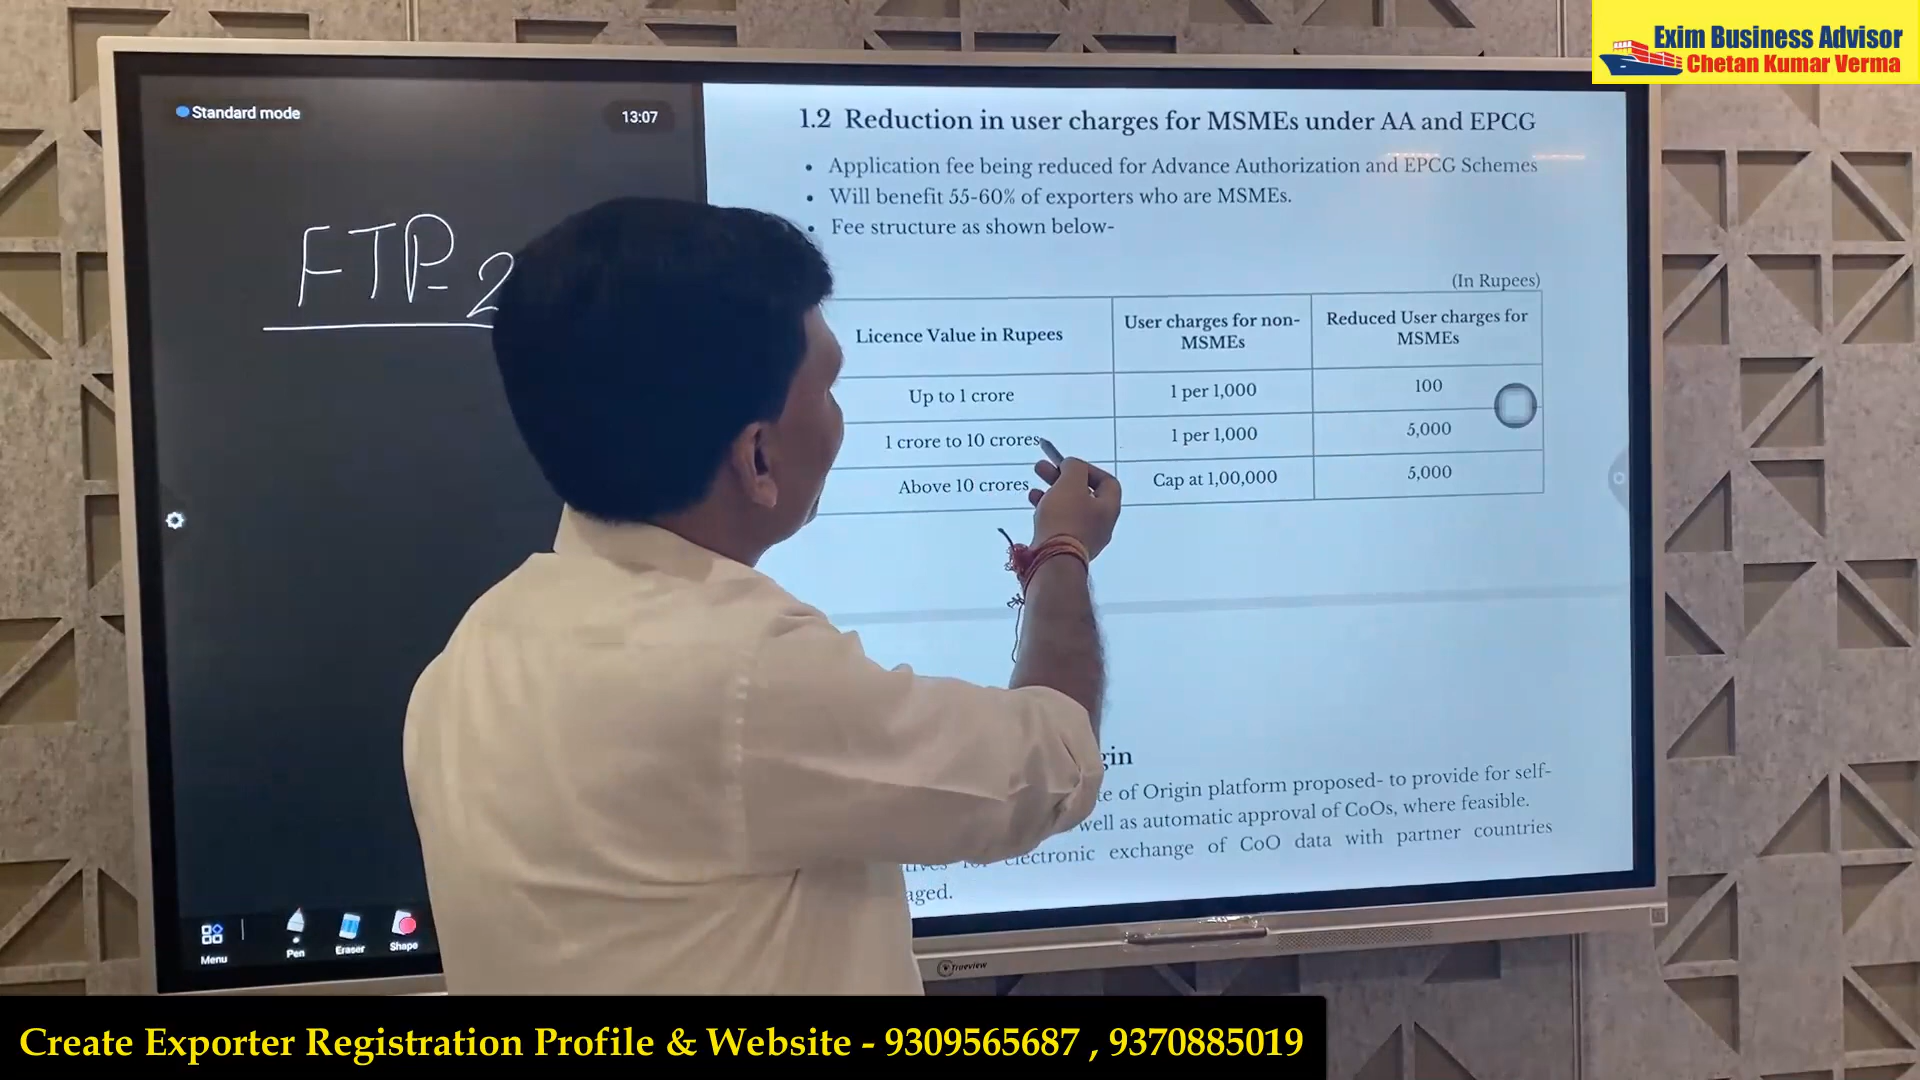 Exim Business Advisor
Chetan Kumar Verma
Standard mode
13:07
FTP-2
1.2 Reduction in user charges for MSMEs under AA and EPCG
• Application fee being reduced for Advance Authorization and EPCG Schemes
• Will benefit 55-60% of exporters who are MSMEs.
• Fee structure as shown below-
(In Rupees)
Licence Value in Rupees
User charges for non-MSMEs
Reduced User charges for MSMEs
Up to 1 crore 1 per 1,000 100
1 crore to 10 crores 1 per 1,000 5,000
Above 10 crores Cap at 1,00,000 5,000
of Origin platform proposed- to provide for self-
well as automatic approval of CoOs, where feasible.
electronic exchange of CoO data with partner countries
Menu
Pen
Eraser
Shape
Trueview
Create Exporter Registration Profile & Website - 9309565687 , 9370885019